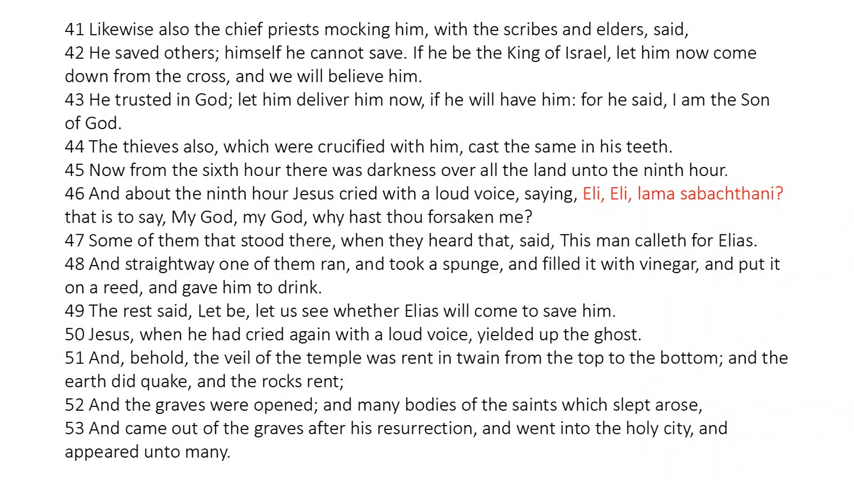 41 Likewise also the chief priests mocking him, with the scribes and elders, said,
42 He saved others; himself he cannot save. If he be the King of Israel, let him now come
down from the cross, and we will believe him.
43 He trusted in God; let him deliver him now, if he will have him: for he said, I am the Son
of God.
44 The thieves also, which were crucified with him, cast the same in his teeth.
45 Now from the sixth hour there was darkness over all the land unto the ninth hour.
46 And about the ninth hour Jesus cried with a loud voice, saying, Eli, Eli, lama sabachthani?
that is to say, My God, my God, why hast thou forsaken me?
47 Some of them that stood there, when they heard that, said, This man calleth for Elias.
48 And straightway one of them ran, and took a spunge, and filled it with vinegar, and put it
on a reed, and gave him to drink.
49 The rest said, Let be, let us see whether Elias will come to save him.
50 Jesus, when he had cried again with a loud voice, yielded up the ghost.
51 And, behold, the veil of the temple was rent in twain from the top to the bottom; and the
earth did quake, and the rocks rent;
52 And the graves were opened; and many bodies of the saints which slept arose,
53 And came out of the graves after his resurrection, and went into the holy city, and
appeared unto many.